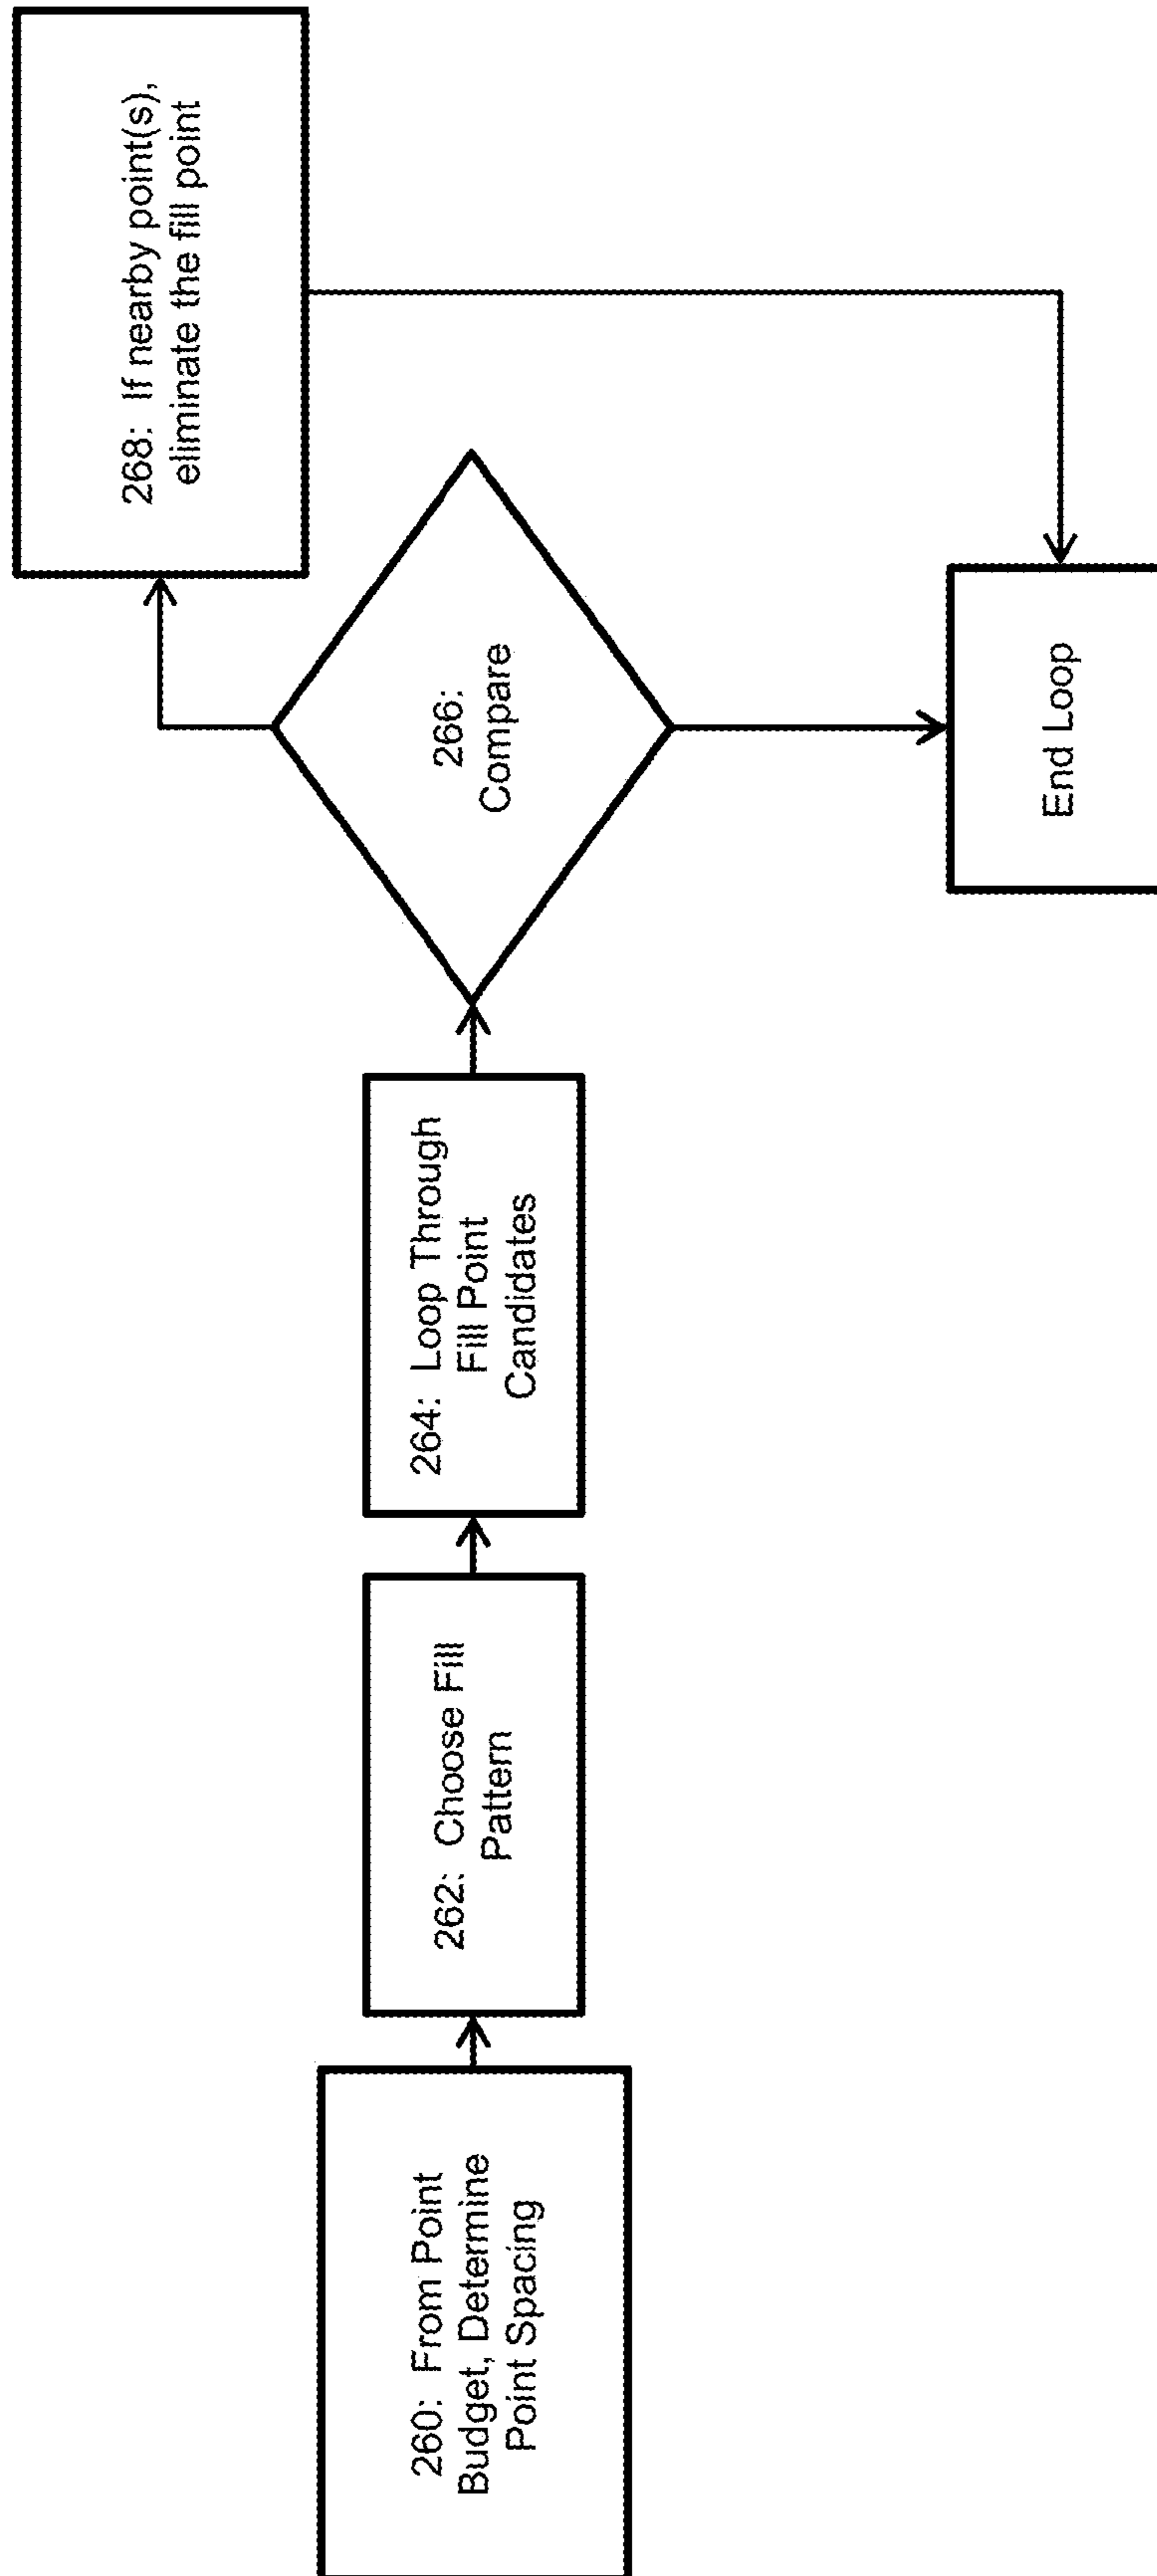 260: From Point
Budget, Determine
Point Spacing
262: Choose Fill
Pattern
264: Loop Through
Fill Point
Candidates
266:
Compare
268: If nearby point(s),
eliminate the fill point
End Loop